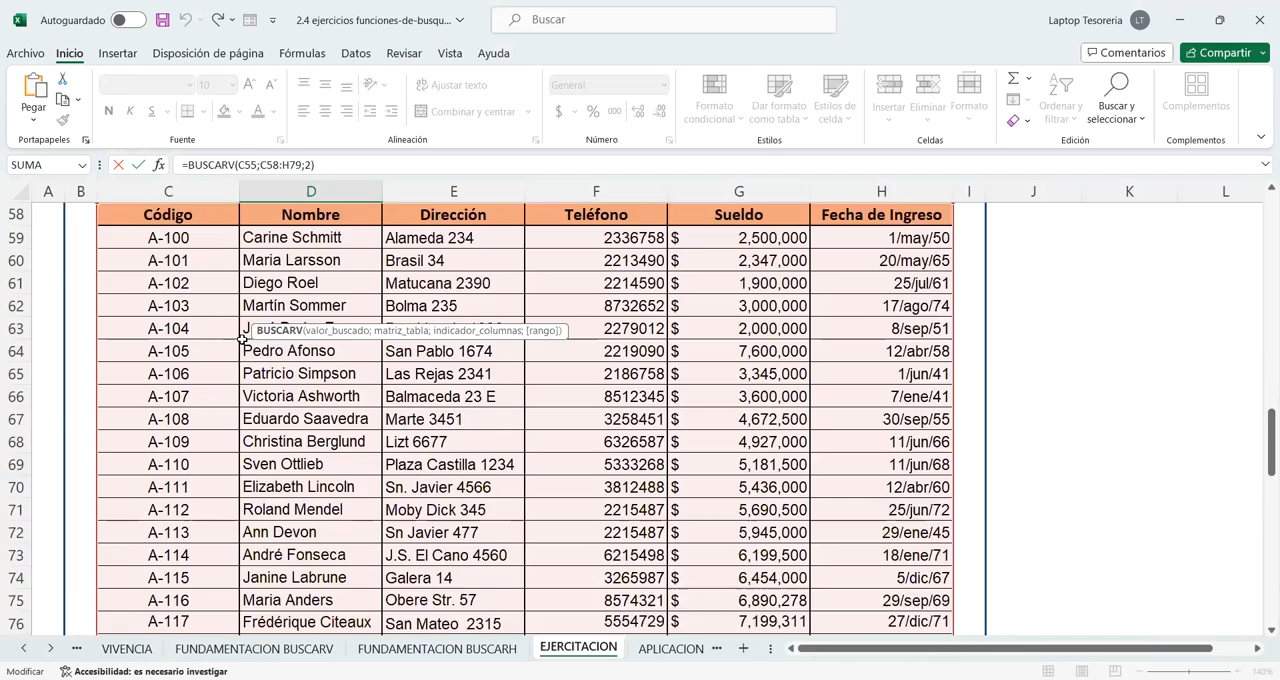 Autoguardado 2.4 ejercicios funciones-de-busqu... Buscar Laptop Tesoreria LT
Archivo Inicio Insertar Disposición de página Fórmulas Datos Revisar Vista Ayuda Comentarios Compartir
Pegar
Portapapeles
10
N K S
Fuente
Ajustar texto
Combinar y centrar
Alineación
General
$ % 000
Número
Formato condicional
Dar formato como tabla
Estilos de celda
Estilos
Insertar Eliminar Formato
Celdas
Ordenar y filtrar
Buscar y seleccionar
Edición
Complementos
Complementos
SUMA fx =BUSCARV(C55;C58:H79;2)
A B C D E F G H I J K L
58 Código Nombre Dirección Teléfono Sueldo Fecha de Ingreso
59 A-100 Carine Schmitt Alameda 234 2336758 $ 2,500,000 1/may/50
60 A-101 Maria Larsson Brasil 34 2213490 $ 2,347,000 20/may/65
61 A-102 Diego Roel Matucana 2390 2214590 $ 1,900,000 25/jul/61
62 A-103 Martín Sommer Bolma 235 8732652 $ 3,000,000 17/ago/74
63 A-104 2279012 $ 2,000,000 8/sep/51
BUSCARV(valor_buscado; matriz_tabla; indicador_columnas; [rango])
64 A-105 Pedro Afonso San Pablo 1674 2219090 $ 7,600,000 12/abr/58
65 A-106 Patricio Simpson Las Rejas 2341 2186758 $ 3,345,000 1/jun/41
66 A-107 Victoria Ashworth Balmaceda 23 E 8512345 $ 3,600,000 7/ene/41
67 A-108 Eduardo Saavedra Marte 3451 3258451 $ 4,672,500 30/sep/55
68 A-109 Christina Berglund Lizt 6677 6326587 $ 4,927,000 11/jun/66
69 A-110 Sven Ottlieb Plaza Castilla 1234 5333268 $ 5,181,500 11/jun/68
70 A-111 Elizabeth Lincoln Sn. Javier 4566 3812488 $ 5,436,000 12/abr/60
71 A-112 Roland Mendel Moby Dick 345 2215487 $ 5,690,500 25/jun/72
72 A-113 Ann Devon Sn Javier 477 2215487 $ 5,945,000 29/ene/45
73 A-114 André Fonseca J.S. El Cano 4560 6215498 $ 6,199,500 18/ene/71
74 A-115 Janine Labrune Galera 14 3265987 $ 6,454,000 5/dic/67
75 A-116 Maria Anders Obere Str. 57 8574321 $ 6,890,278 29/sep/69
76 A-117 Frédérique Citeaux San Mateo 2315 5554729 $ 7,199,311 27/dic/71
VIVENCIA FUNDAMENTACION BUSCARV FUNDAMENTACION BUSCARH EJERCITACION APLICACION
Modificar Accesibilidad: es necesario investigar 140%